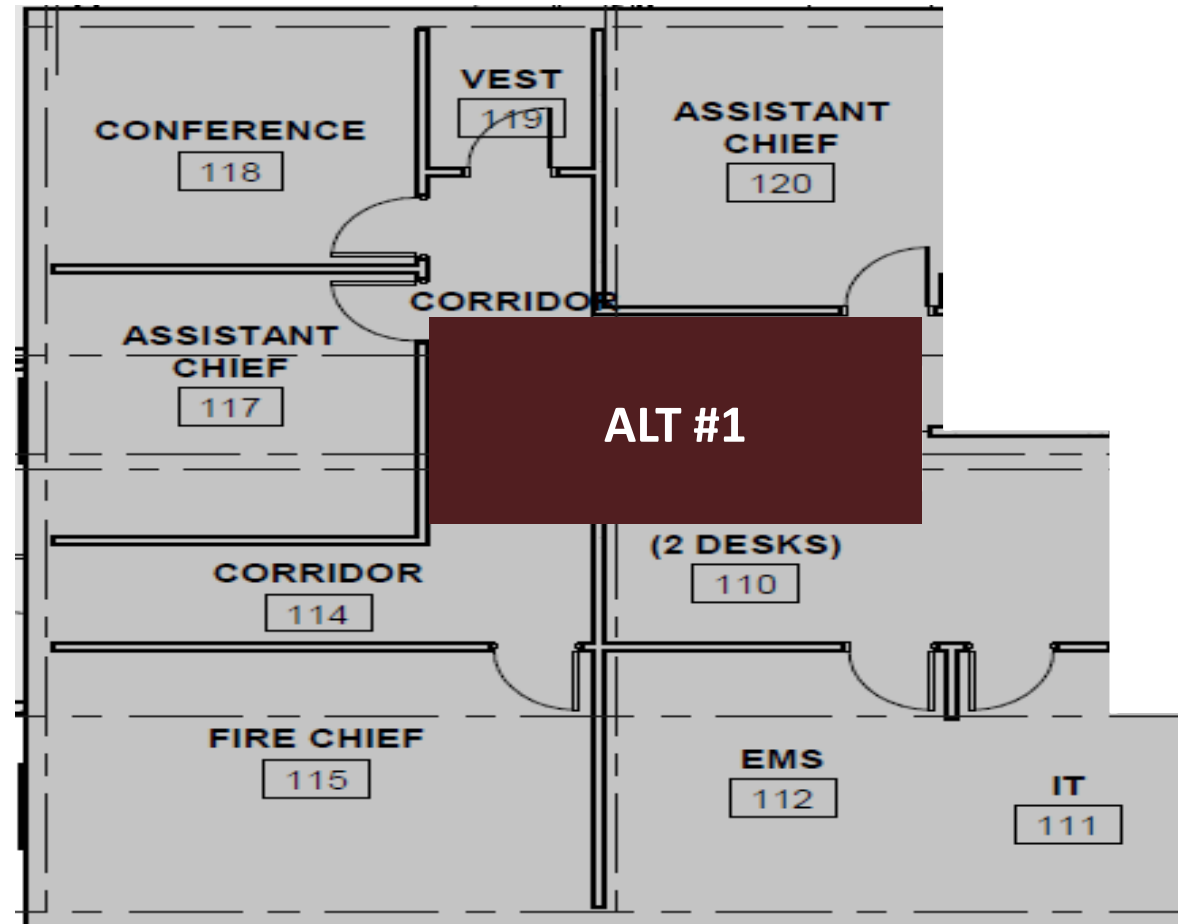 VEST
119
CONFERENCE
118
ASSISTANT
CHIEF
120
CORRIDOR
ASSISTANT
CHIEF
117
ALT #1
(2 DESKS)
110
CORRIDOR
114
FIRE CHIEF
115
EMS
112
IT
111